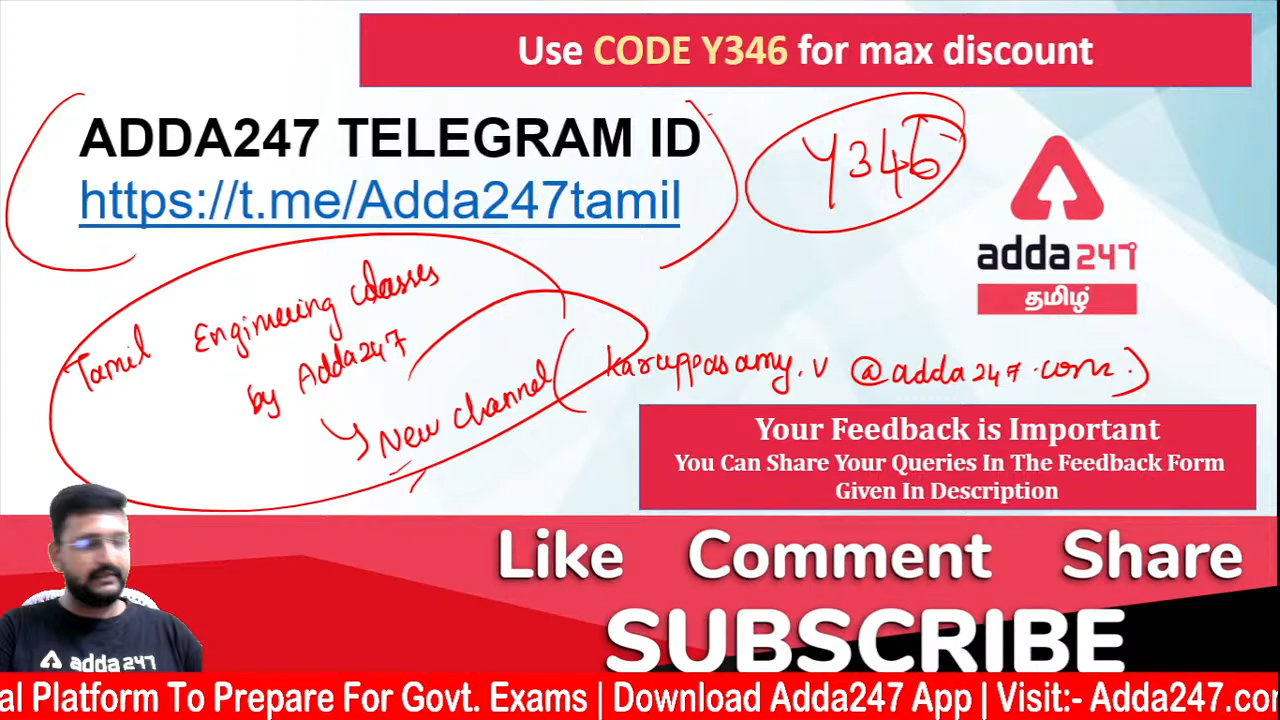 Use CODE Y346 for max discount
ADDA247 TELEGRAM ID
https://t.me/Adda247tamil
Y346
adda247
தமிழ்
Tamil Engineering classes
by Adda247
New channel
(karuppasamy.v @adda247.com.)
Your Feedback is Important
You Can Share Your Queries In The Feedback Form
Given In Description
Like Comment Share
SUBSCRIBE
adda247
al Platform To Prepare For Govt. Exams | Download Adda247 App | Visit:- Adda247.com